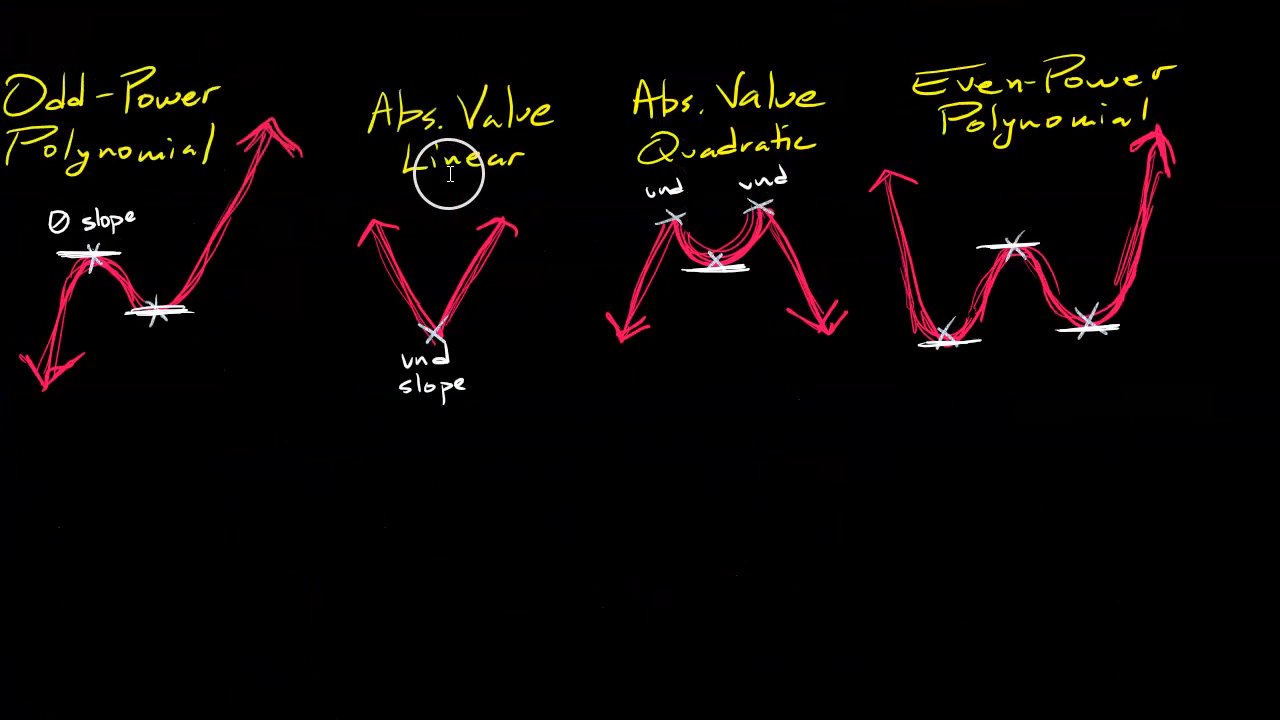 Odd-Power
Polynomial
0 slope
Abs. Value
Linear
und
slope
Abs. Value
Quadratic
und
und
Even-Power
Polynomial